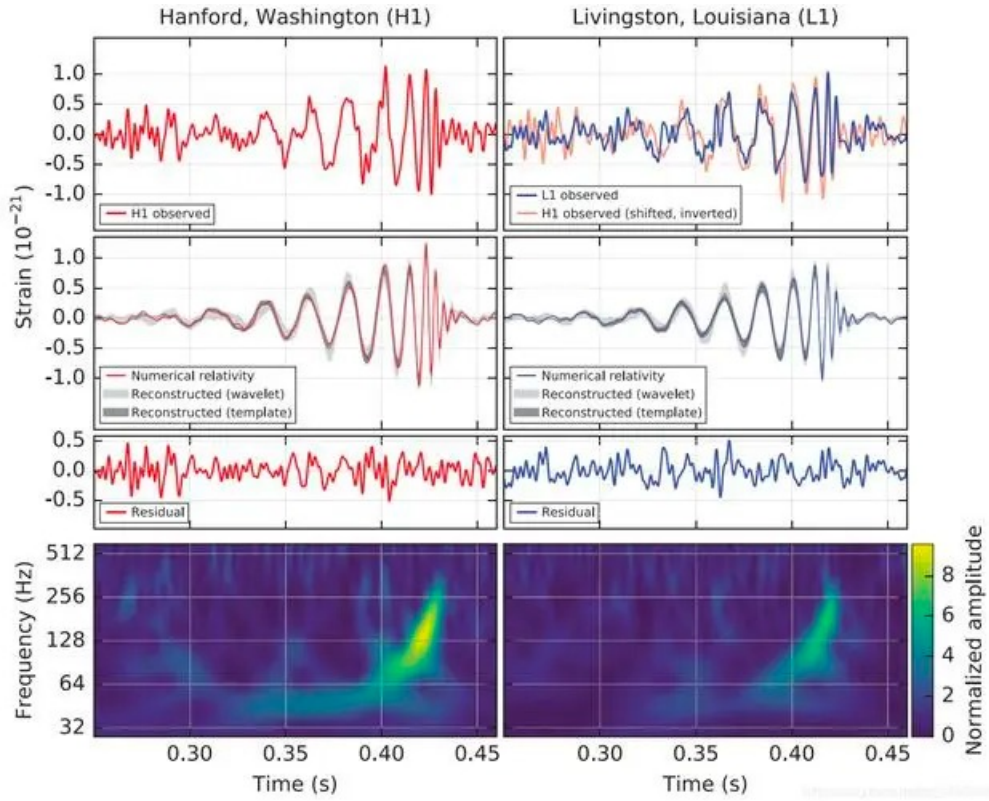 Hanford, Washington (H1)
Livingston, Louisiana (L1)
Strain (10⁻²¹)
1.0
0.5
0.0
-0.5
-1.0
H1 observed
L1 observed
H1 observed (shifted, inverted)
1.0
0.5
0.0
-0.5
-1.0
Numerical relativity
Reconstructed (wavelet)
Reconstructed (template)
Numerical relativity
Reconstructed (wavelet)
Reconstructed (template)
0.5
0.0
-0.5
Residual
Residual
Frequency (Hz)
512
256
128
64
32
Normalized amplitude
8
6
4
2
0
0.30 0.35 0.40 0.45
0.30 0.35 0.40 0.45
Time (s)
Time (s)